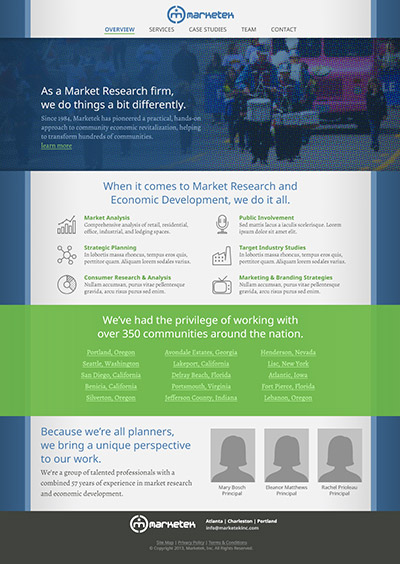 marketek
OVERVIEW SERVICES CASE STUDIES TEAM CONTACT
As a Market Research firm,
we do things a bit differently.
Since 1984, Marketek has pioneered a practical, hands-on
approach to community economic revitalization, helping
to transform hundreds of communities.
learn more
When it comes to Market Research and
Economic Development, we do it all.
Market Analysis
Comprehensive analysis of retail, residential,
office, industrial, and lodging spaces.
Public Involvement
Sed mattis lacus a iaculis scelerisque. Lorem
ipsum dolor sit amet elit.
Strategic Planning
In lobortis massa rhoncus, tempus eros quis,
porttitor quam. Aliquam lorem sodales varius.
Target Industry Studies
In lobortis massa rhoncus, tempus eros quis,
porttitor quam. Aliquam lorem sodales varius.
Consumer Research & Analysis
Nullam accumsan, purus vitae pellentesque
gravida, arcu risus purus sed enim.
Marketing & Branding Strategies
Nullam accumsan, purus vitae pellentesque
gravida, arcu risus purus sed enim.
We've had the privilege of working with
over 350 communities around the nation.
Portland, Oregon Avondale Estates, Georgia Henderson, Nevada
Seattle, Washington Lakeport, California Lisc, New York
San Diego, California Delray Beach, Florida Atlantic, Iowa
Benicia, California Portsmouth, Virginia Fort Pierce, Florida
Silverton, Oregon Jefferson County, Indiana Lebanon, Oregon
Because we're all planners,
we bring a unique perspective
to our work.
We're a group of talented professionals with a
combined 57 years of experience in market research
and economic development.
Mary Bosch
Principal
Eleanor Matthews
Principal
Rachel Prioleau
Principal
marketek
Atlanta | Charleston | Portland
info@marketekinc.com
Site Map | Privacy Policy | Terms & Conditions
© Copyright 2013, Marketek, Inc. All Rights Reserved.